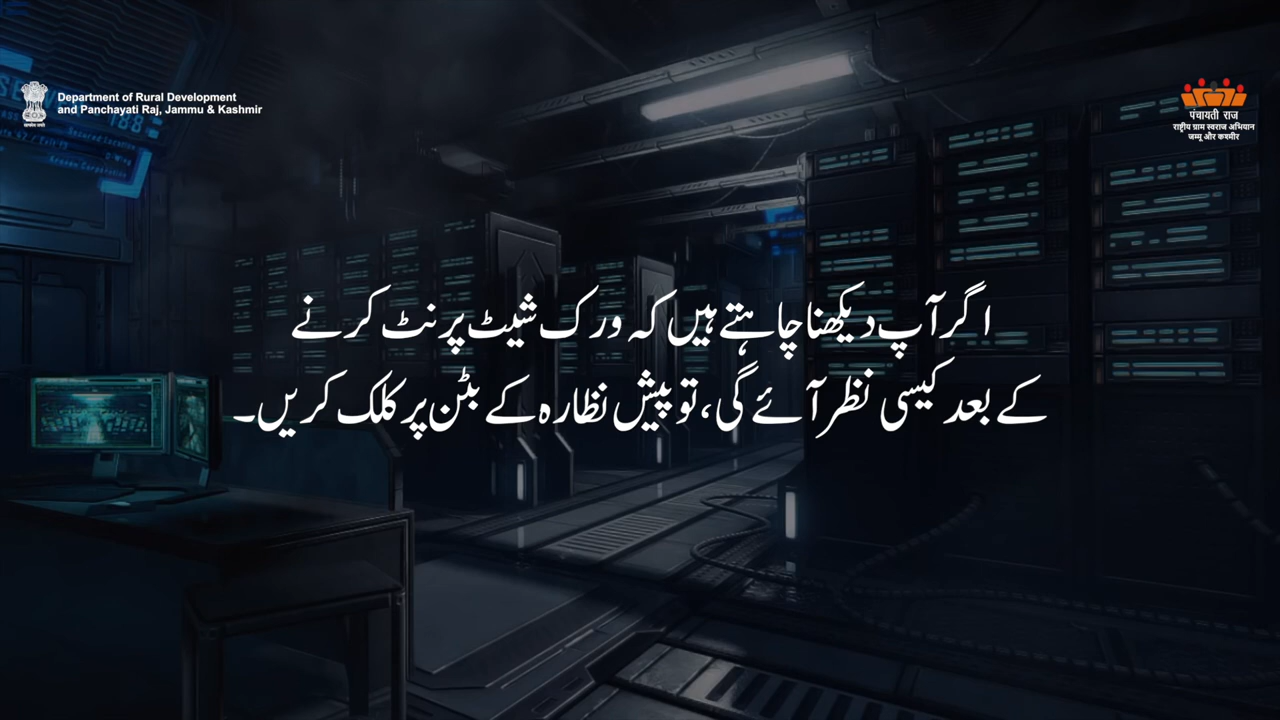 Department of Rural Development
and Panchayati Raj, Jammu & Kashmir
पंचायती राज
राष्ट्रीय ग्राम स्वराज अभियान
जम्मू और कश्मीर
اگر آپ دیکھنا چاہتے ہیں کہ ورک شیٹ پرنٹ کرنے
کے بعد کیسی نظر آئے گی، تو پیش نظارہ کے بٹن پر کلک کریں۔